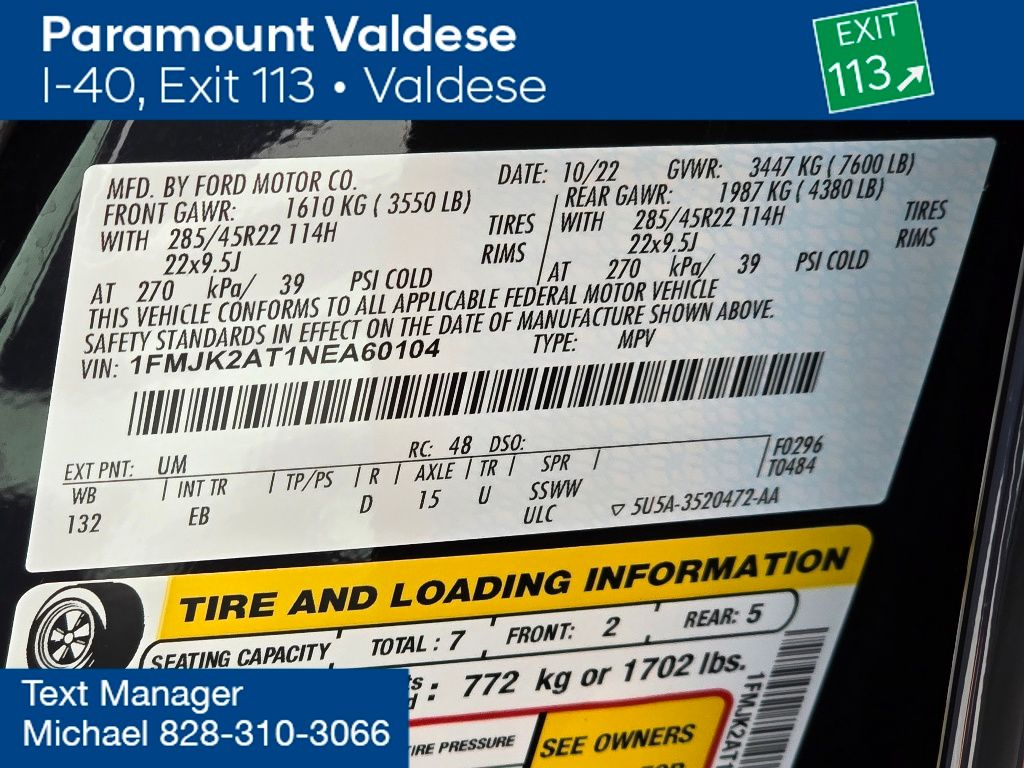 Paramount Valdese
I-40, Exit 113 • Valdese
EXIT
113
MFD. BY FORD MOTOR CO.
DATE: 10/22 GVWR: 3447 KG ( 7600 LB)
FRONT GAWR: 1610 KG ( 3550 LB)
REAR GAWR: 1987 KG ( 4380 LB)
WITH 285/45R22 114H TIRES
WITH 285/45R22 114H TIRES
22x9.5J RIMS
22x9.5J RIMS
AT 270 kPa/ 39 PSI COLD
AT 270 kPa/ 39 PSI COLD
THIS VEHICLE CONFORMS TO ALL APPLICABLE FEDERAL MOTOR VEHICLE
SAFETY STANDARDS IN EFFECT ON THE DATE OF MANUFACTURE SHOWN ABOVE.
VIN: 1FMJK2AT1NEA60104 TYPE: MPV
EXT PNT: UM RC: 48 DSO:
WB INT TR TP/PS R AXLE TR SPR F0296
132 EB D 15 U SSWW T0484
ULC 5U5A-3520472-AA
TIRE AND LOADING INFORMATION
SEATING CAPACITY TOTAL : 7 FRONT: 2 REAR: 5
: 772 kg or 1702 lbs.
PRESSURE
SEE OWNERS
1FMJK2AT1
Text Manager
Michael 828-310-3066